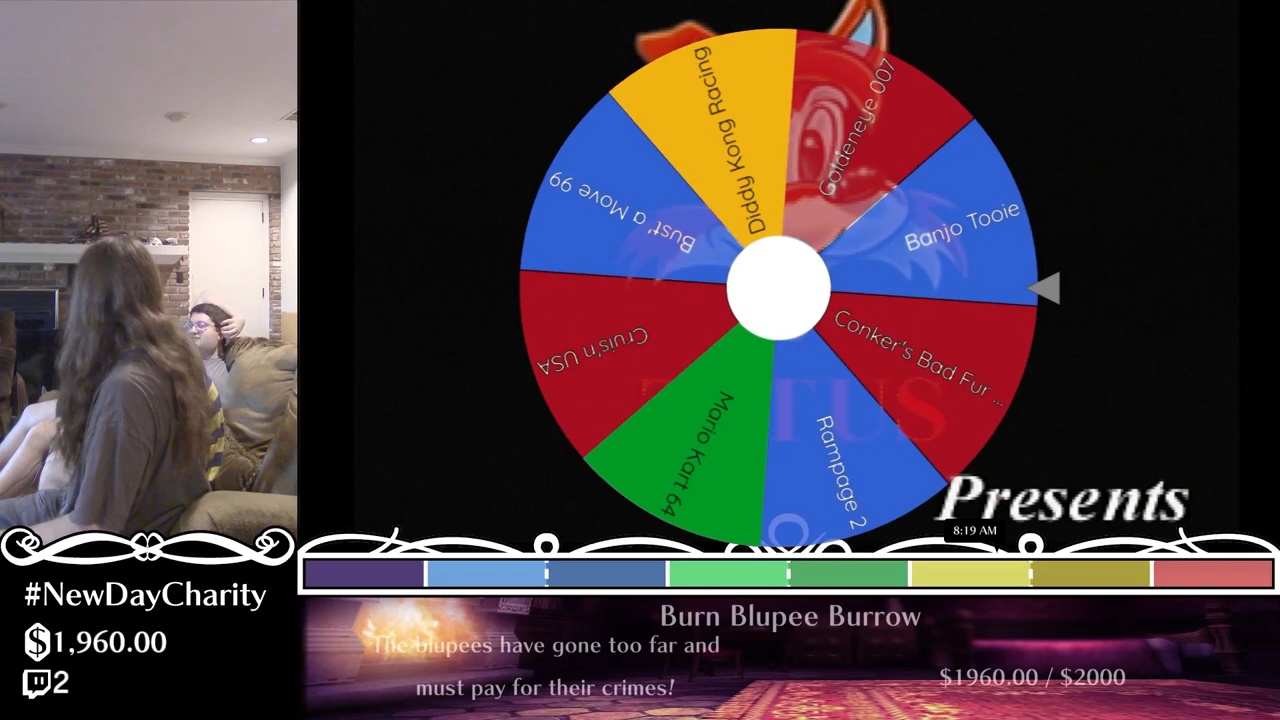 Diddy Kong Racing
Goldeneye 007
Bust' a Move 99
Banjo Tooie
Cruis'n USA
Conker's Bad Fur ...
Mario Kart 64
Rampage 2
TITUS
Presents
8:19 AM
#NewDayCharity
$1,960.00
2
Burn Blupee Burrow
The blupees have gone too far and
must pay for their crimes!
$1960.00 / $2000